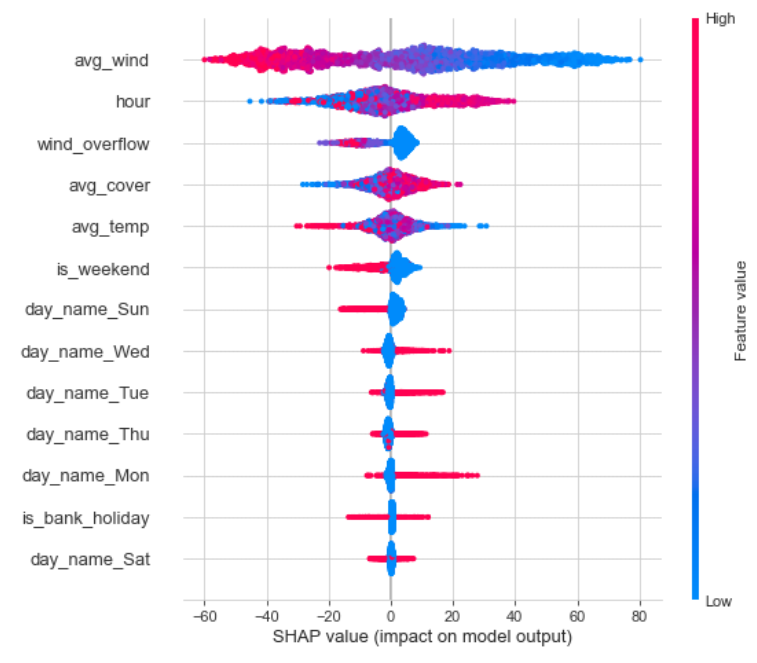 High
avg_wind
hour
wind_overflow
avg_cover
avg_temp
is_weekend
day_name_Sun
day_name_Wed
day_name_Tue
day_name_Thu
day_name_Mon
is_bank_holiday
day_name_Sat
Feature value
Low
−60 −40 −20 0 20 40 60 80
SHAP value (impact on model output)